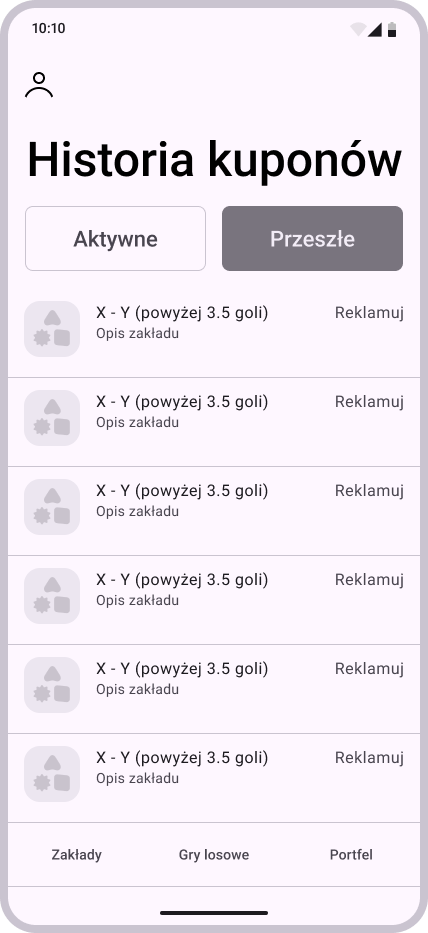 10:10
Historia kuponów
Aktywne
Przeszłe
X - Y (powyżej 3.5 goli)
Reklamuj
Opis zakładu
X - Y (powyżej 3.5 goli)
Reklamuj
Opis zakładu
X - Y (powyżej 3.5 goli)
Reklamuj
Opis zakładu
X - Y (powyżej 3.5 goli)
Reklamuj
Opis zakładu
X - Y (powyżej 3.5 goli)
Reklamuj
Opis zakładu
X - Y (powyżej 3.5 goli)
Reklamuj
Opis zakładu
Zakłady
Gry losowe
Portfel